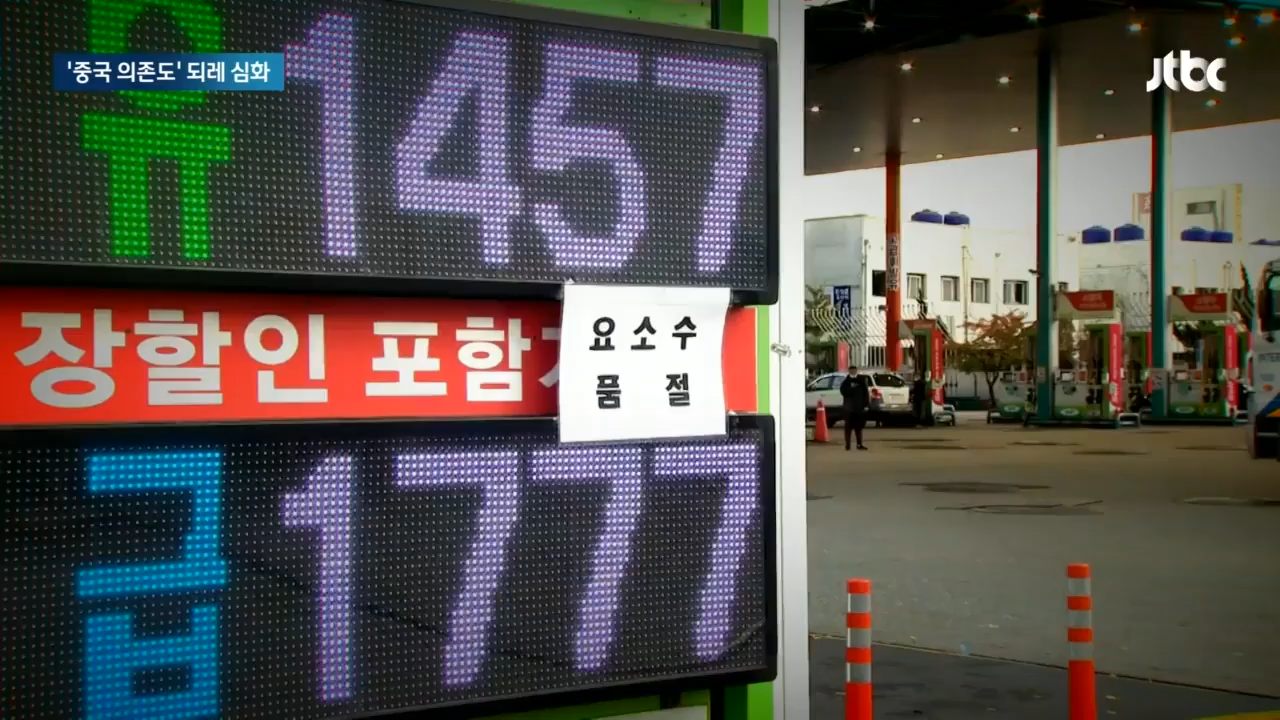 '중국 의존도' 되레 심화
jtbc
유 1457
장할인 포함
요소수
품 절
급 1777